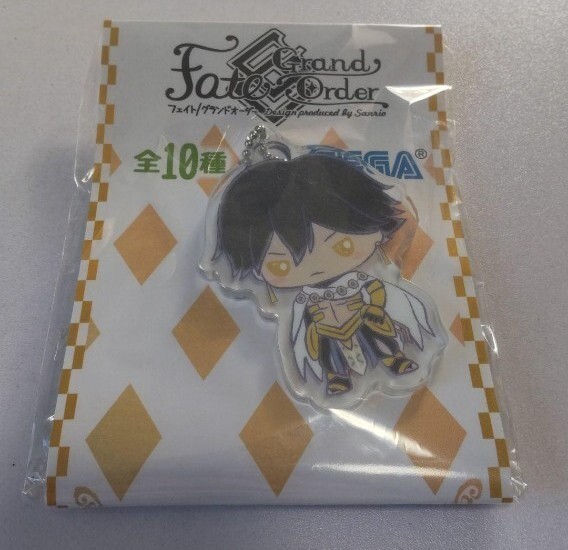 Fate Grand Order
フェイト/グランドオーダー Design produced by Sanrio
全10種 SEGA®